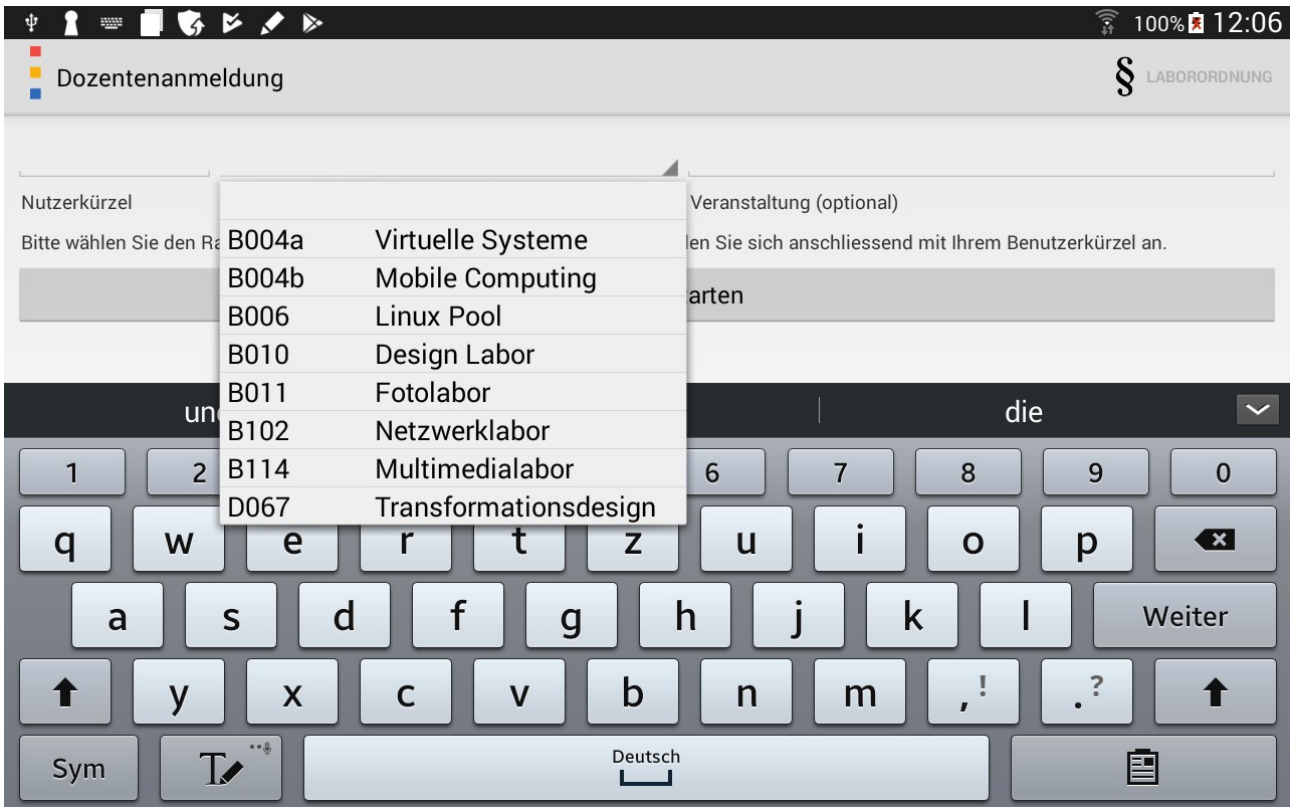 100% 12:06
Dozentenanmeldung § LABORORDNUNG
Nutzerkürzel Veranstaltung (optional)
Bitte wählen Sie den len Sie sich anschliessend mit Ihrem Benutzerkürzel an.
B004a Virtuelle Systeme
B004b Mobile Computing
arten
B006 Linux Pool
B010 Design Labor
B011 Fotolabor
B102 Netzwerklabor
B114 Multimedialabor
D067 Transformationsdesign
die
1 2 6 7 8 9 0
q w e r t z u i o p
a s d f g h j k l Weiter
y x c v b n m , ! . ?
Sym T Deutsch